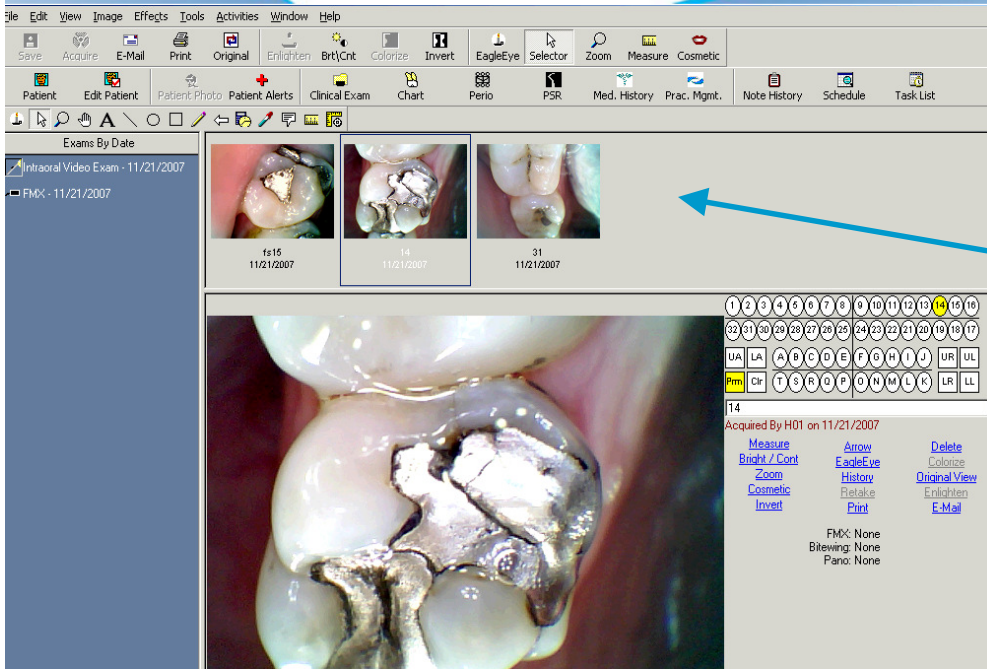 File Edit View Image Effects Tools Activities Window Help
Save Acquire E-Mail Print Original Enlighten Brt\Cnt Colorize Invert EagleEye Selector Zoom Measure Cosmetic
Patient Edit Patient Patient Photo Patient Alerts Clinical Exam Chart Perio PSR Med. History Prac. Mgmt. Note History Schedule Task List
A
Exams By Date
Intraoral Video Exam - 11/21/2007
FMX - 11/21/2007
fs15 14 31
11/21/2007 11/21/2007 11/21/2007
1 2 3 4 5 6 7 8 9 10 11 12 13 14 15 16
32 31 30 29 28 27 26 25 24 23 22 21 20 19 18 17
UA LA A B C D E F G H I J UR UL
Prm Clr T S R Q P O N M L K LR LL
14
Acquired By H01 on 11/21/2007
Measure Arrow Delete
Bright / Cont EagleEye Colorize
Zoom History Original View
Cosmetic Retake Enlighten
Invert Print E-Mail
FMX: None
Bitewing: None
Pano: None